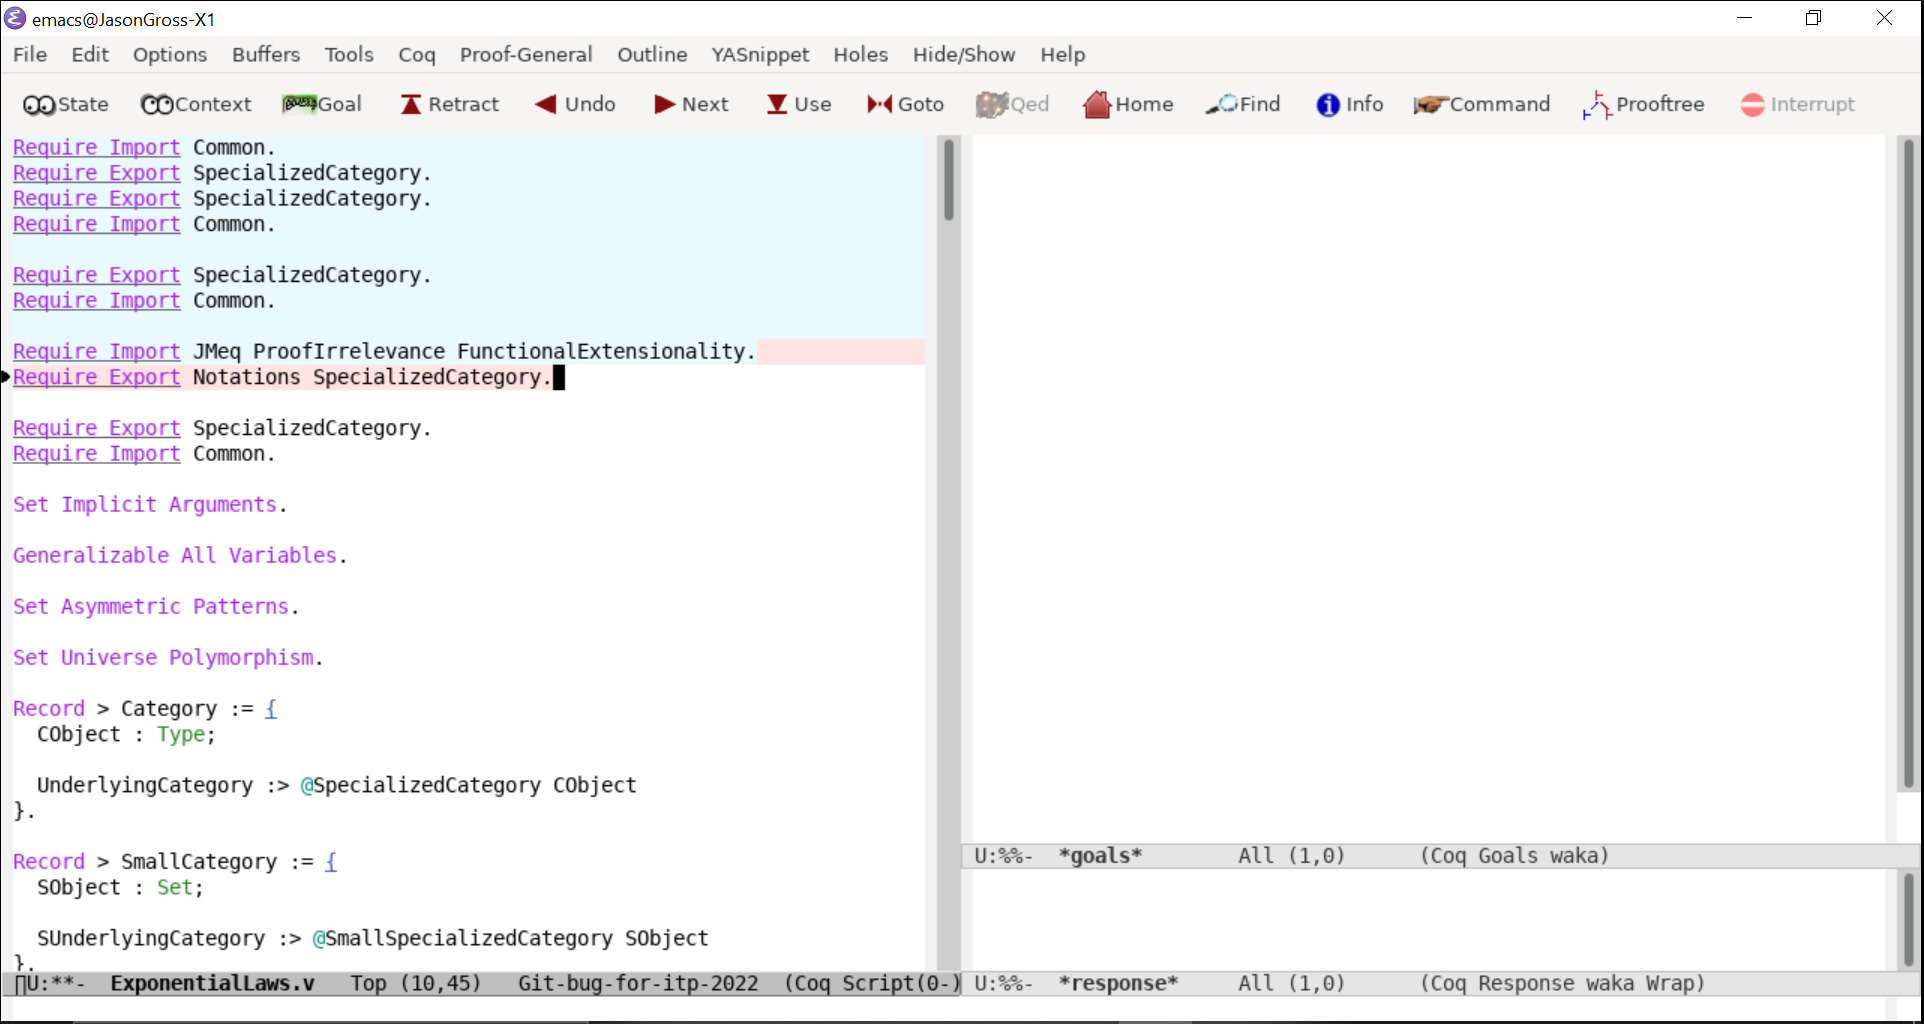 emacs@JasonGross-X1
File Edit Options Buffers Tools Coq Proof-General Outline YASnippet Holes Hide/Show Help
State Context Goal Retract Undo Next Use Goto Qed Home Find Info Command Prooftree Interrupt
Require Import Common.
Require Export SpecializedCategory.
Require Export SpecializedCategory.
Require Import Common.
Require Export SpecializedCategory.
Require Import Common.
Require Import JMeq ProofIrrelevance FunctionalExtensionality.
Require Export Notations SpecializedCategory.
Require Export SpecializedCategory.
Require Import Common.
Set Implicit Arguments.
Generalizable All Variables.
Set Asymmetric Patterns.
Set Universe Polymorphism.
Record > Category := {
CObject : Type;
UnderlyingCategory :> @SpecializedCategory CObject
}.
Record > SmallCategory := {
SObject : Set;
SUnderlyingCategory :> @SmallSpecializedCategory SObject
}.
U:**- ExponentialLaws.v Top (10,45) Git-bug-for-itp-2022 (Coq Script(0-)
U:%%- *goals* All (1,0) (Coq Goals waka)
U:%%- *response* All (1,0) (Coq Response waka Wrap)